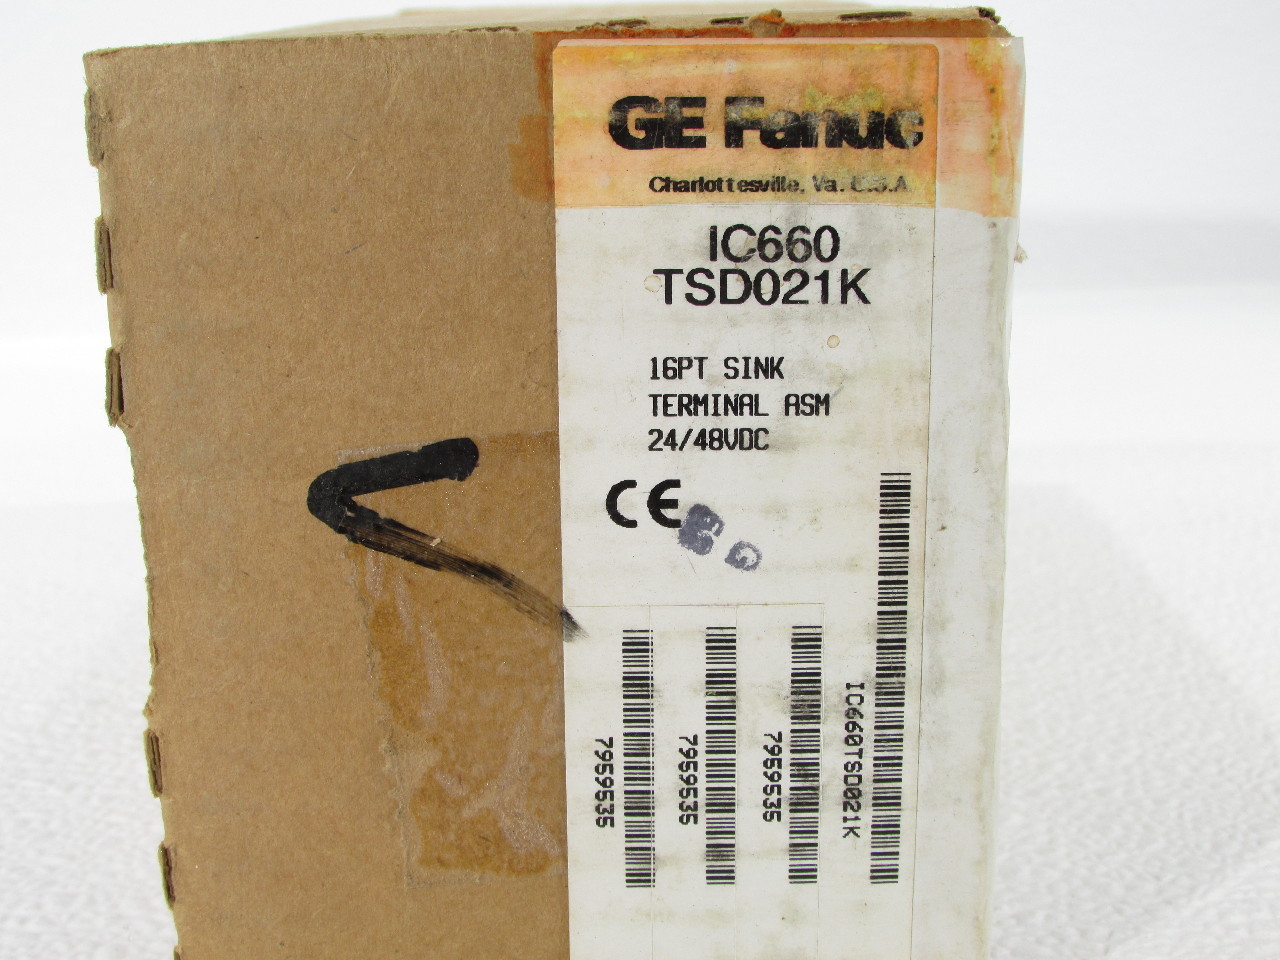 GE Fanuc
Charlottesville, Va. U.S.A
IC660
TSD021K
16PT SINK
TERMINAL ASM
24/48VDC
CE
7959535
7959535
7959535
IC660TSD021K